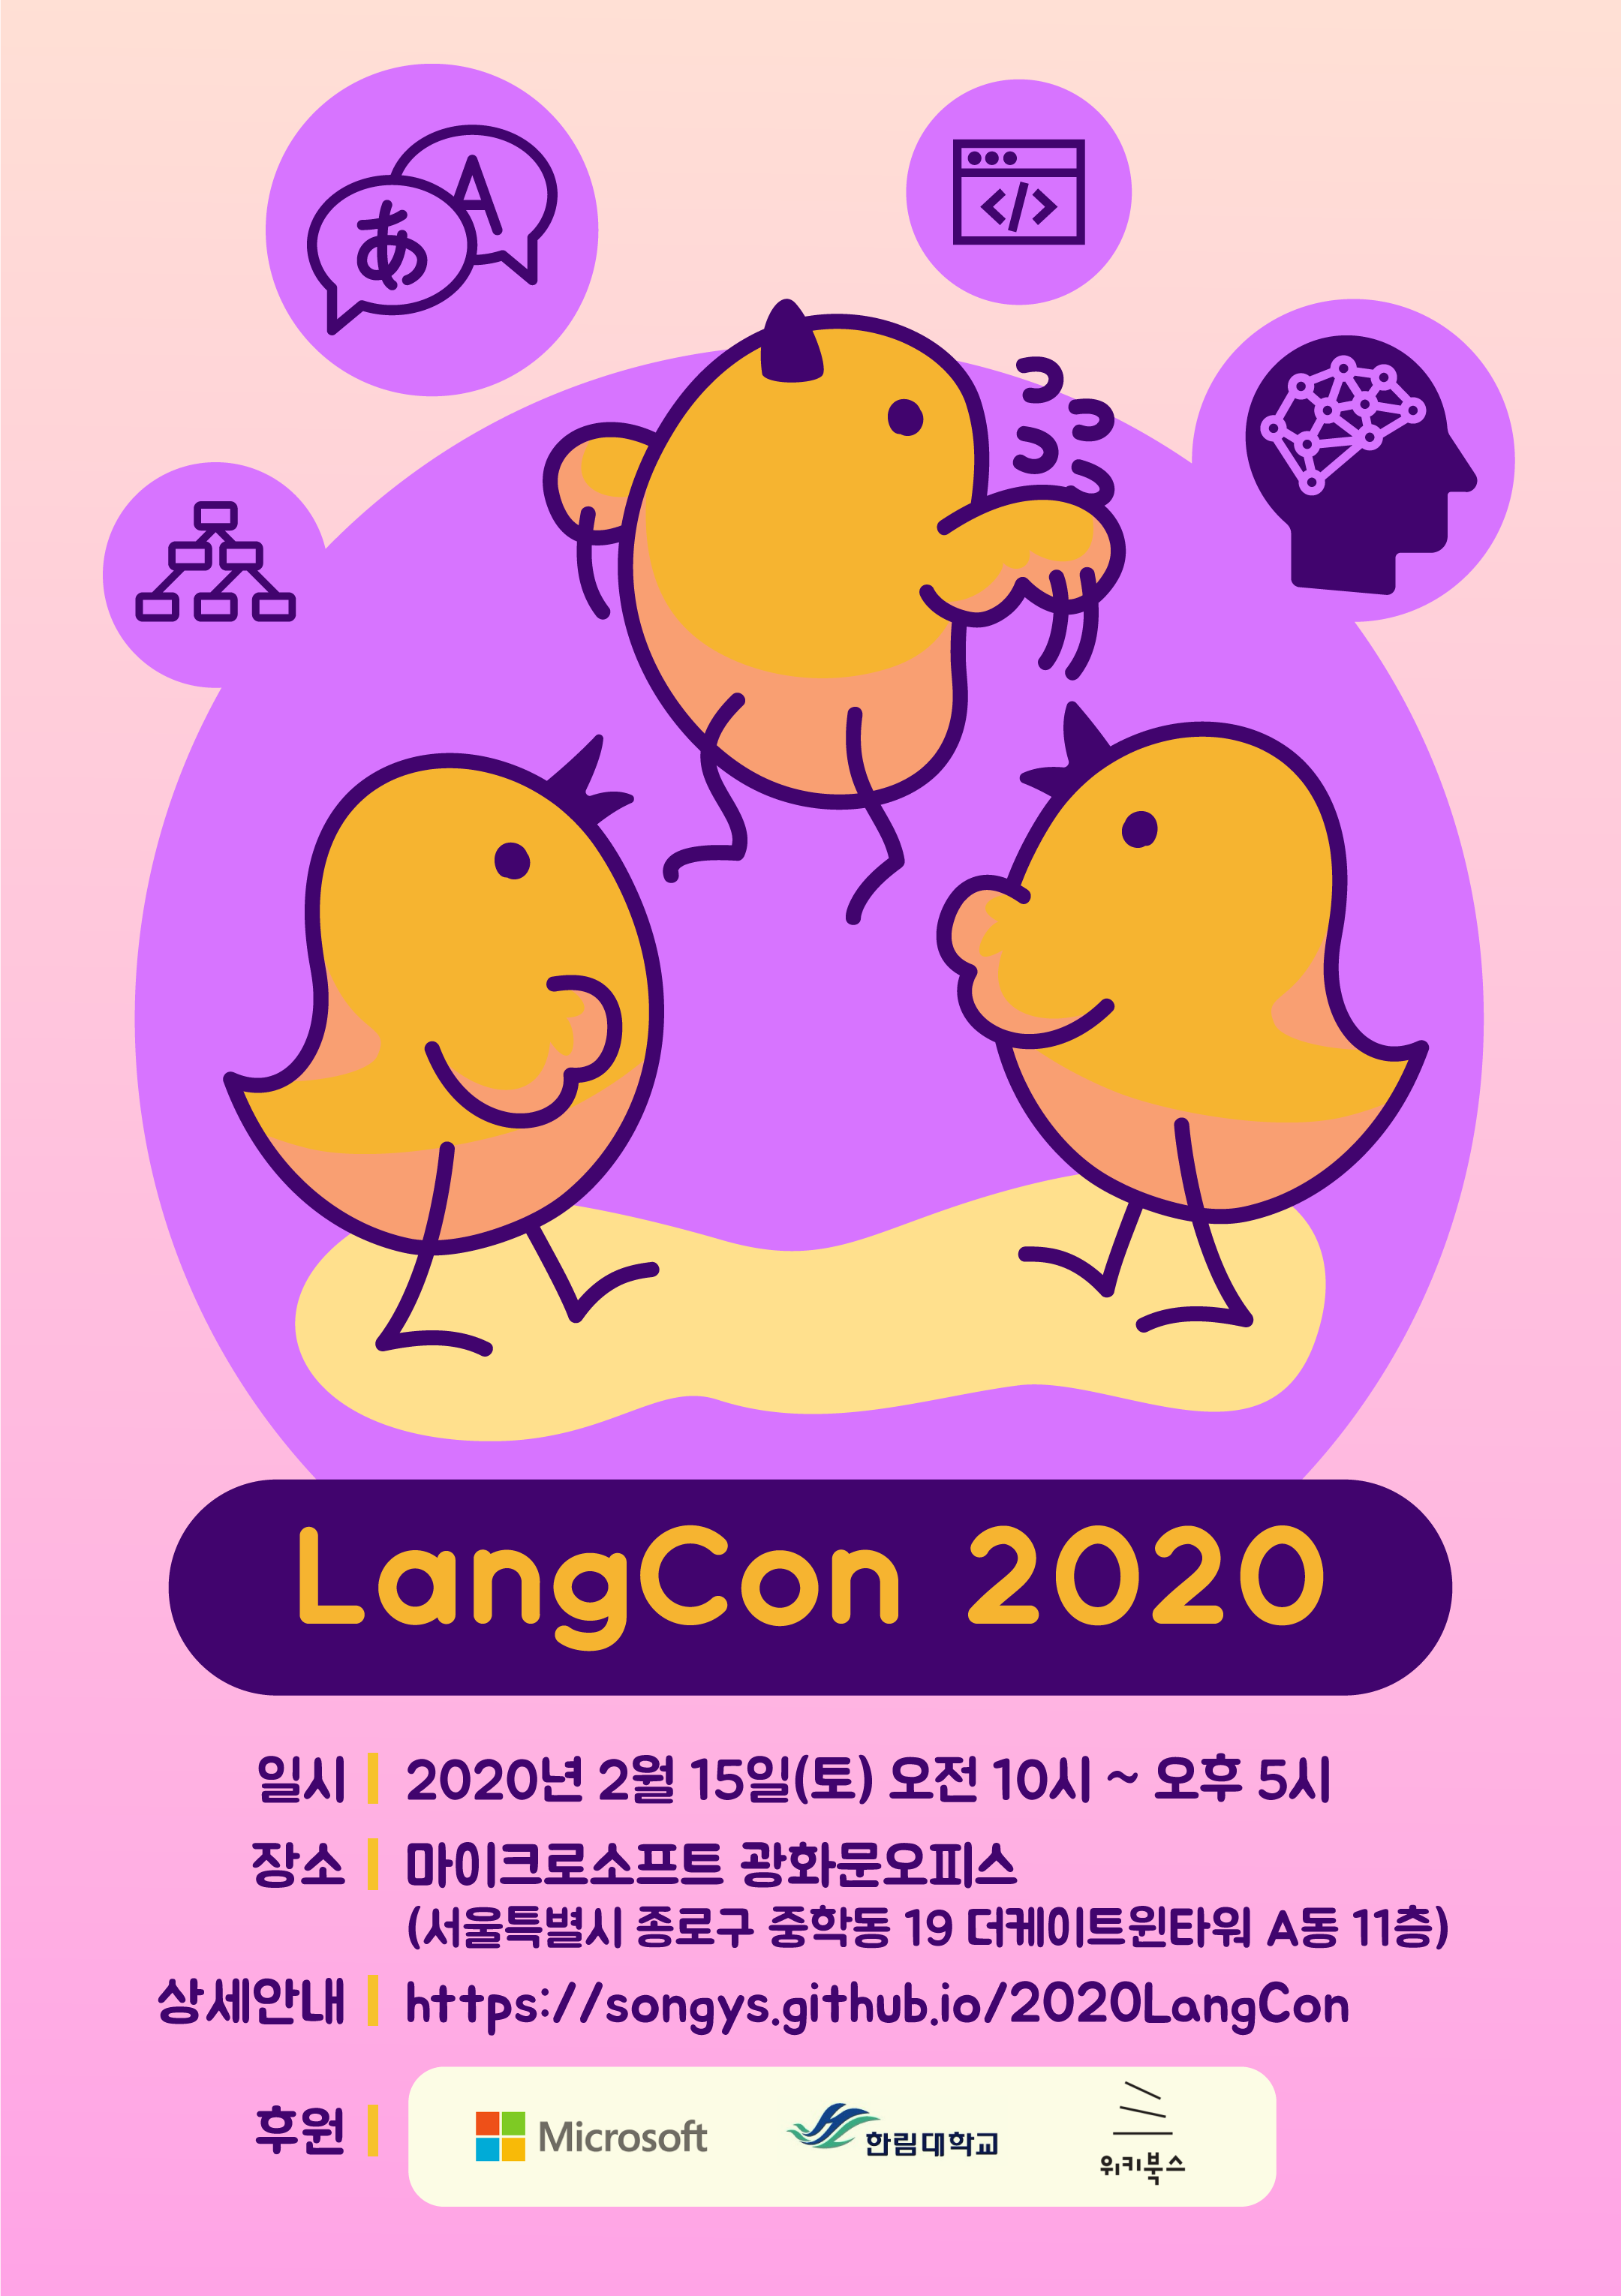 あ A
</>
ㄱㄱㄱㄱㄱ
LangCon 2020
일시 2020년 2월 15일(토) 오전 10시 ~ 오후 5시
장소 마이크로소프트 광화문오피스
(서울특별시 종로구 중학동 19 더케이트윈타워 A동 11층)
상세안내 https://songys.github.io/2020LangCon
후원 Microsoft 한림대학교 위키북스